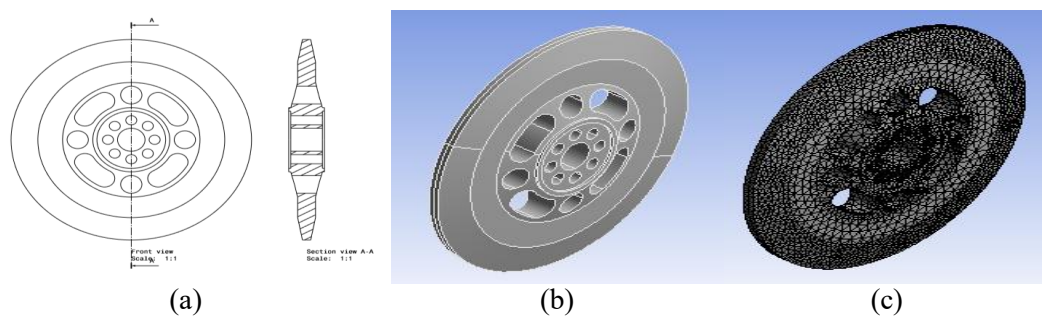 A
Front view
Scale: 1:1
A
Section view A-A
Scale: 1:1
(a)
(b)
(c)